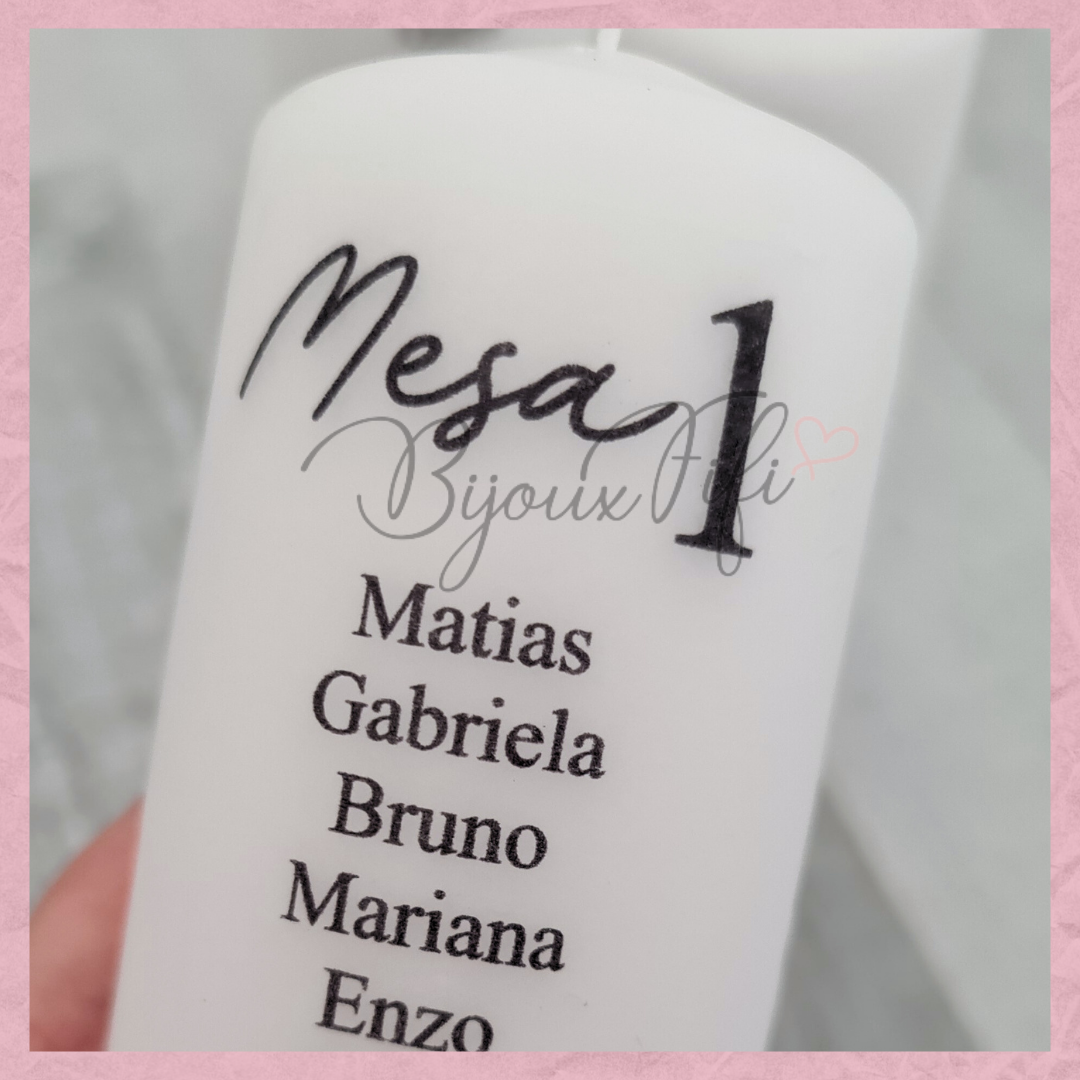 Mesa 1
Bijoux Fifi
Matias
Gabriela
Bruno
Mariana
Enzo